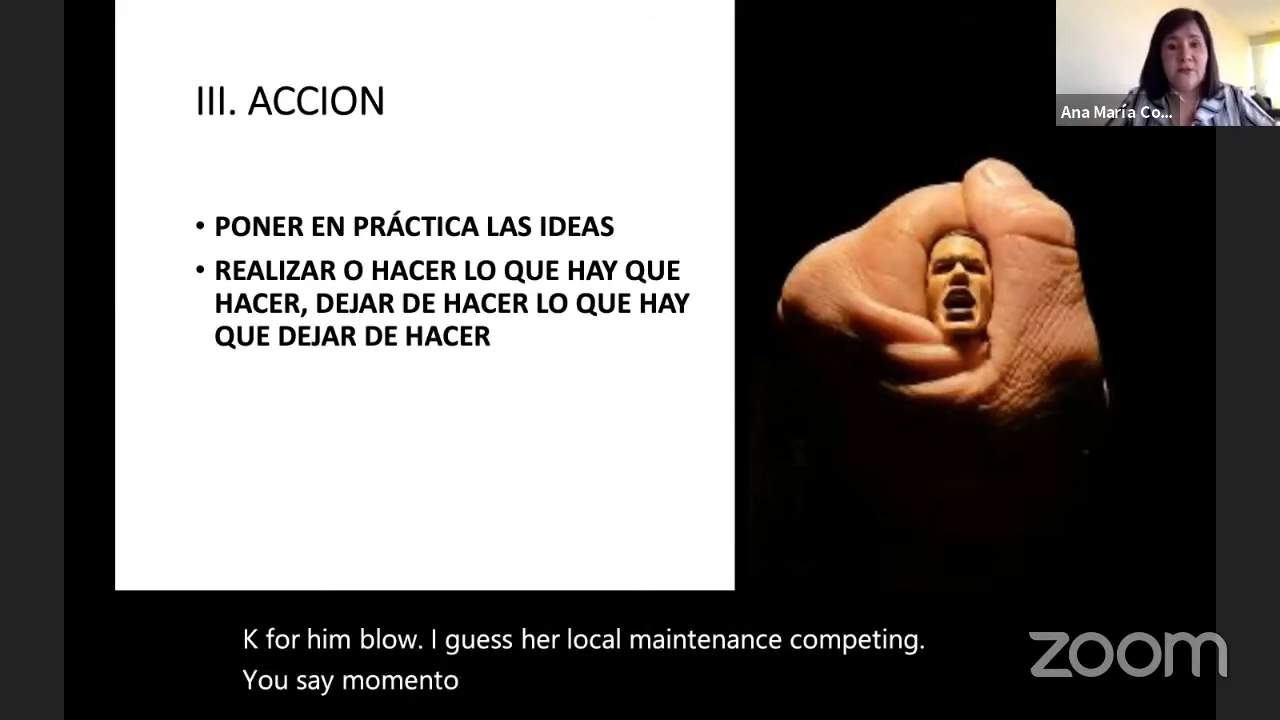 III. ACCION
• PONER EN PRÁCTICA LAS IDEAS
• REALIZAR O HACER LO QUE HAY QUE
HACER, DEJAR DE HACER LO QUE HAY
QUE DEJAR DE HACER
Ana María Co...
K for him blow. I guess her local maintenance competing.
You say momento
zoom